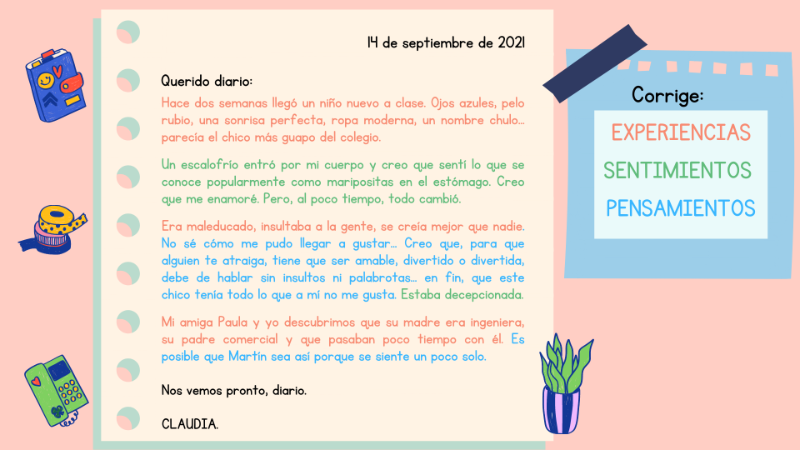 14 de septiembre de 2021
Querido diario:
Hace dos semanas llegó un niño nuevo a clase. Ojos azules, pelo
rubio, una sonrisa perfecta, ropa moderna, un nombre chulo...
parecía el chico más guapo del colegio.
Un escalofrío entró por mi cuerpo y creo que sentí lo que se
conoce popularmente como maripositas en el estómago. Creo
que me enamoré. Pero, al poco tiempo, todo cambió.
Era maleducado, insultaba a la gente, se creía mejor que nadie.
No sé cómo me pudo llegar a gustar... Creo que, para que
alguien te atraiga, tiene que ser amable, divertido o divertida,
debe de hablar sin insultos ni palabrotas... en fin, que este
chico tenía todo lo que a mí no me gusta. Estaba decepcionada.
Mi amiga Paula y yo descubrimos que su madre era ingeniera,
su padre comercial y que pasaban poco tiempo con él. Es
posible que Martín sea así porque se siente un poco solo.
Nos vemos pronto, diario.
CLAUDIA.
Corrige:
EXPERIENCIAS
SENTIMIENTOS
PENSAMIENTOS